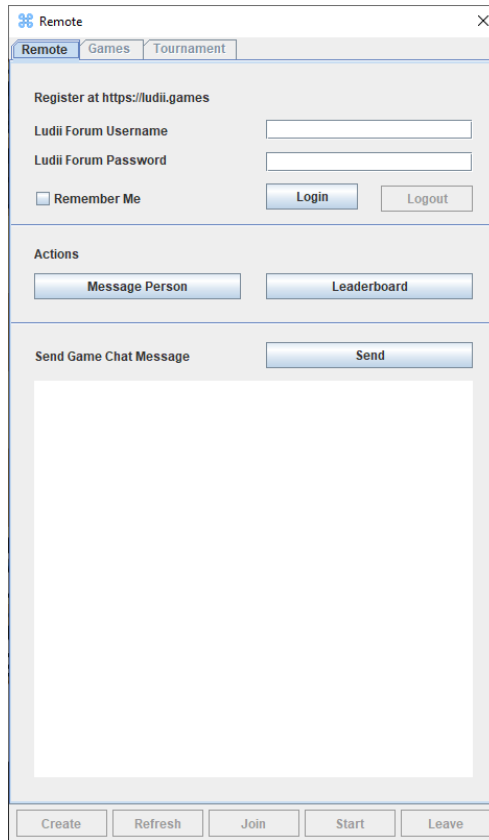 Remote
Remote Games Tournament
Register at https://ludii.games
Ludii Forum Username
Ludii Forum Password
Remember Me Login Logout
Actions
Message Person Leaderboard
Send Game Chat Message Send
Create Refresh Join Start Leave